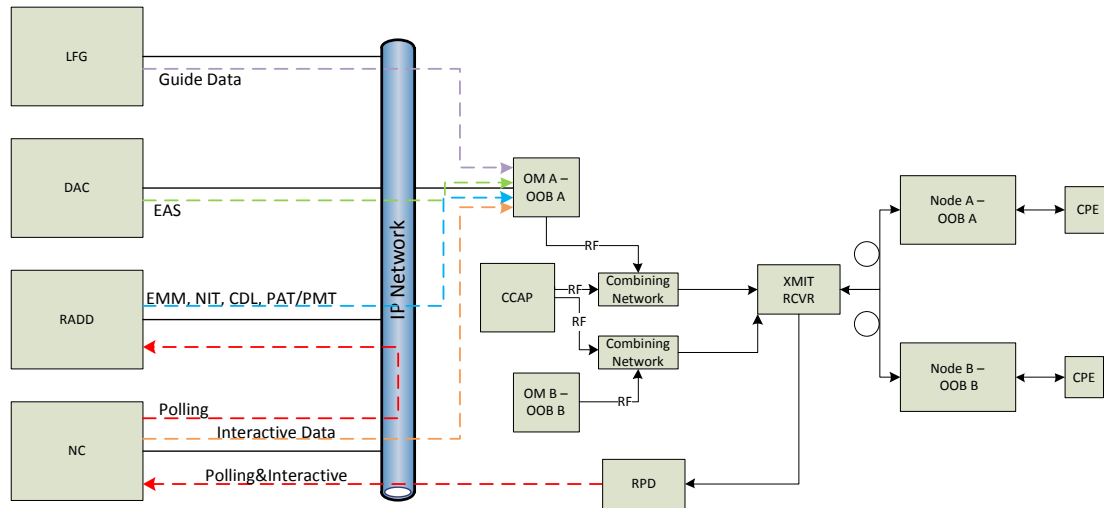 LFG
Guide Data
DAC
EAS
RADD
EMM, NIT, CDL, PAT/PMT
NC
Polling
Interactive Data
Polling&Interactive
IP Network
OM A –
OOB A
RF
CCAP
RF
RF
Combining
Network
Combining
Network
OM B –
OOB B
RF
XMIT
RCVR
RPD
Node A –
OOB A
CPE
Node B –
OOB B
CPE